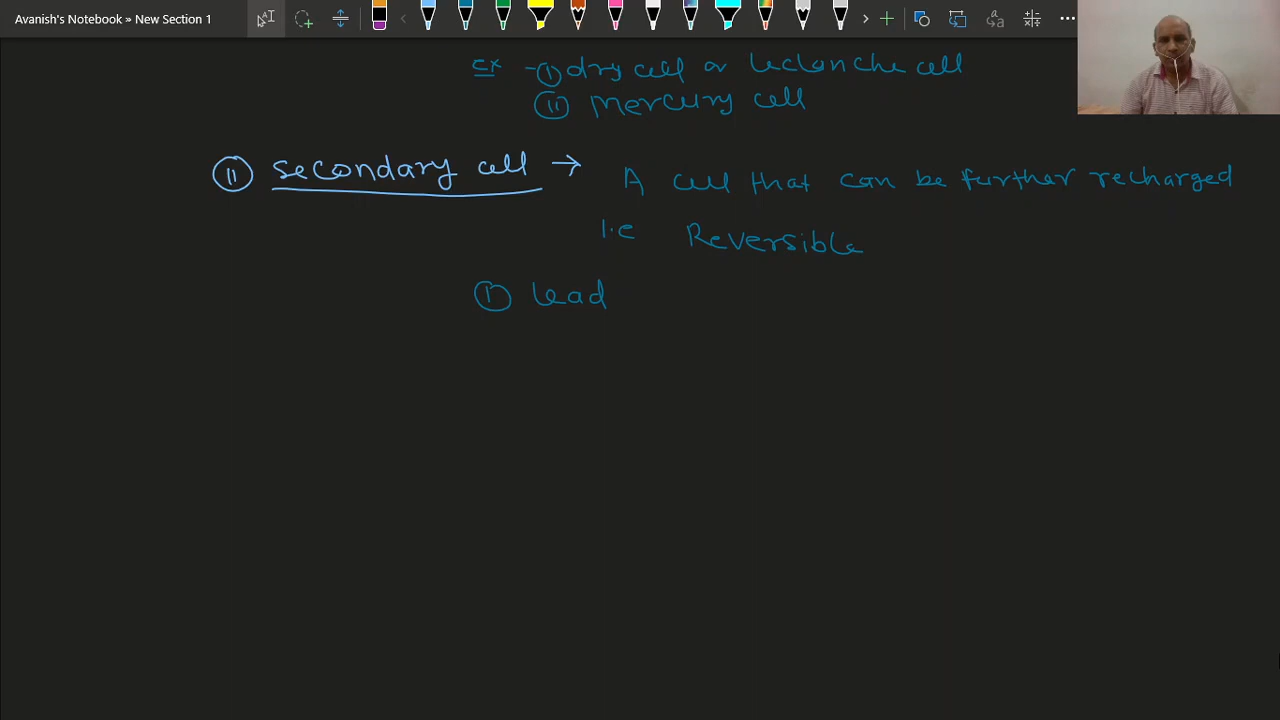 Avanish's Notebook » New Section 1
ex - (i) dry cell or leclanche cell
(ii) Mercury cell
(ii) secondary cell → A cell that can be further recharged
i.e Reversible
(i) lead